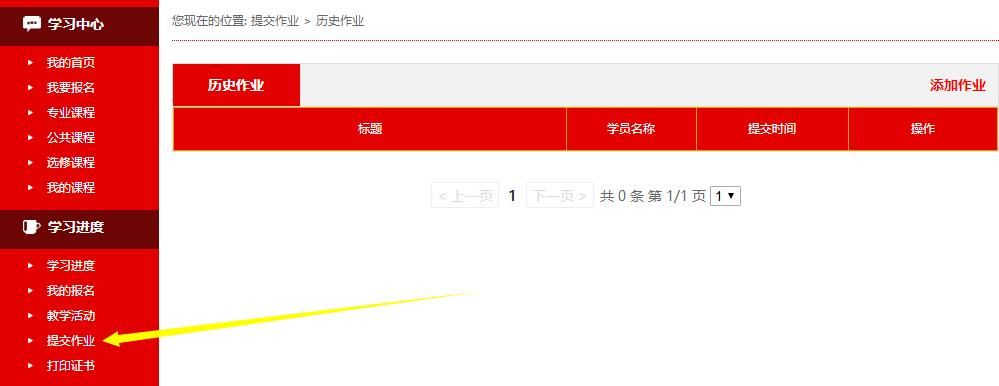 学习中心
我的首页
我要报名
专业课程
公共课程
选修课程
我的课程
学习进度
学习进度
我的报名
教学活动
提交作业
打印证书
您现在的位置: 提交作业 > 历史作业
历史作业 添加作业
标题 学员名称 提交时间 操作
< 上一页 1 下一页 > 共 0 条 第 1/1 页 1